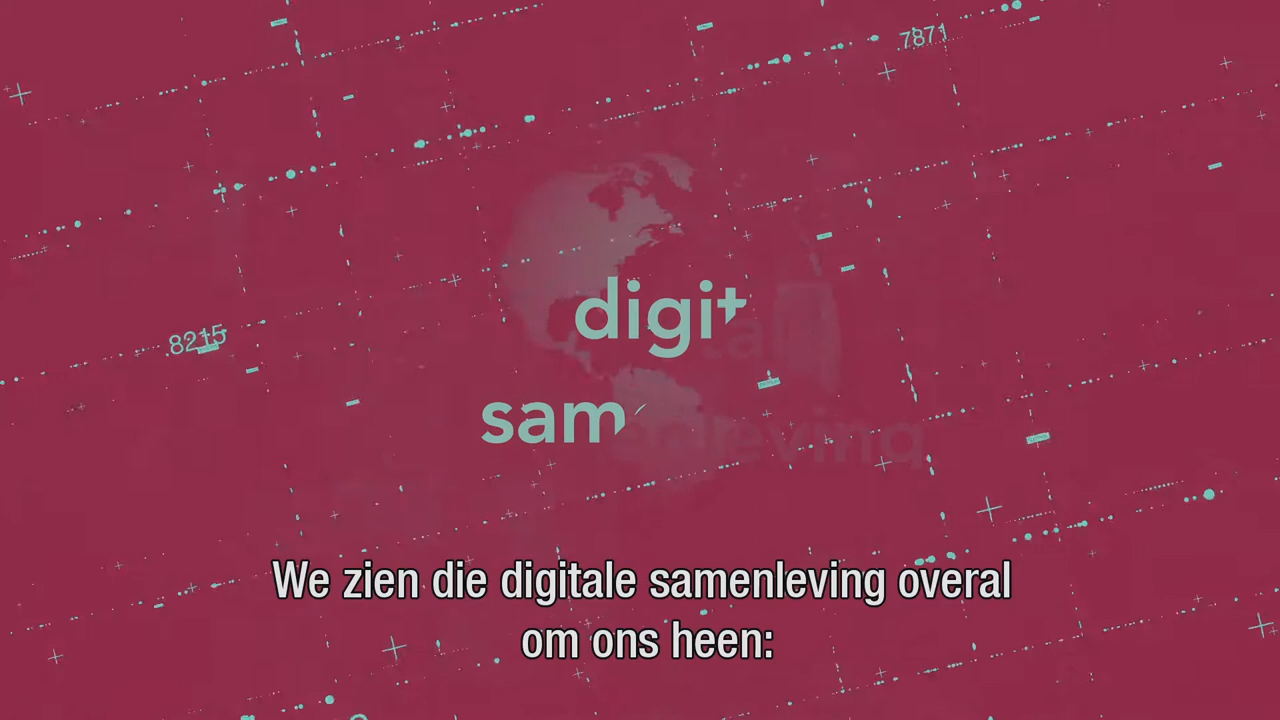 7871
8215
digit
sam
We zien die digitale samenleving overal
om ons heen: